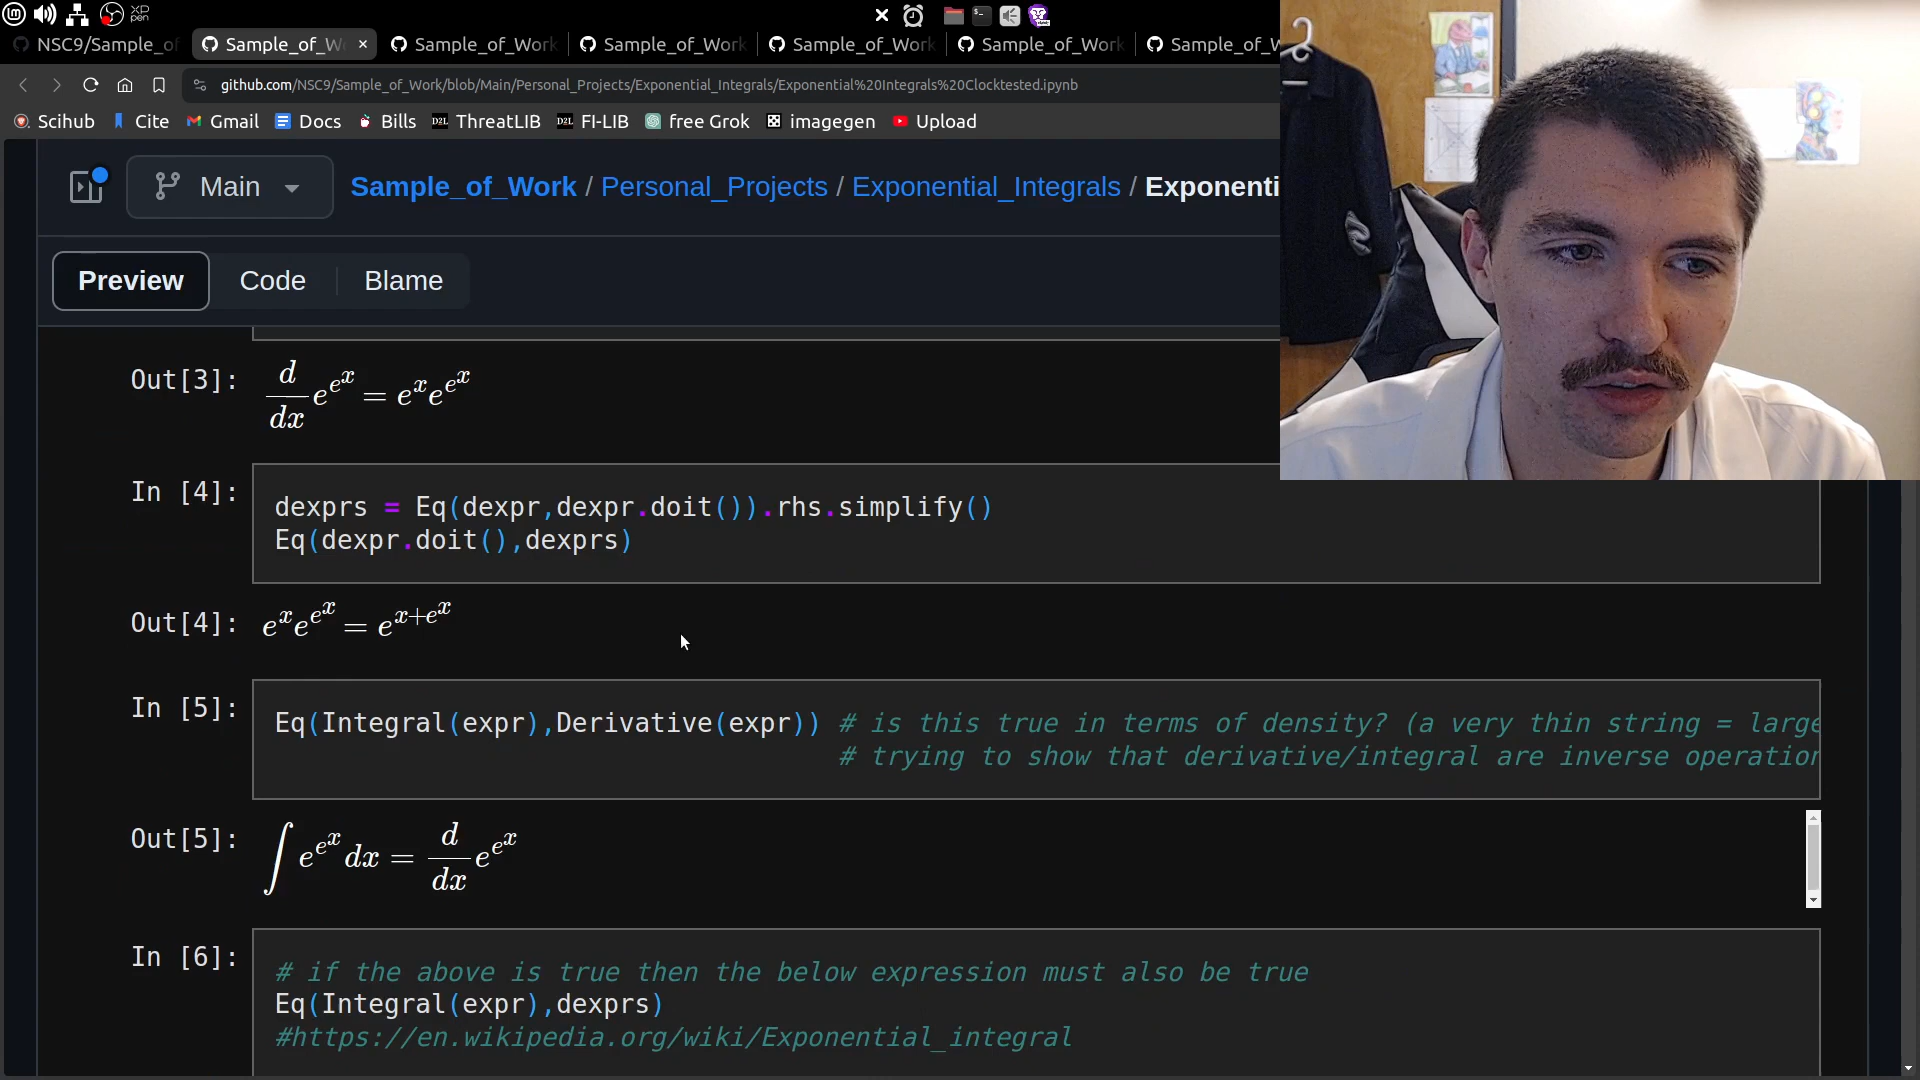 XP
pen
NSC9/Sample_of
Sample_of_W
Sample_of_Work
Sample_of_Work
Sample_of_Work
Sample_of_Work
Sample_of_W
github.com/NSC9/Sample_of_Work/blob/Main/Personal_Projects/Exponential_Integrals/Exponential%20Integrals%20Clocktested.ipynb
Scihub Cite Gmail Docs Bills ThreatLIB FI-LIB free Grok imagegen Upload
Main Sample_of_Work / Personal_Projects / Exponential_Integrals / Exponenti
Preview Code Blame
Out[3]: d/dx e^{e^x} = e^x e^{e^x}
In [4]: dexprs = Eq(dexpr,dexpr.doit()).rhs.simplify()
Eq(dexpr.doit(),dexprs)
Out[4]: e^x e^{e^x} = e^{x+e^x}
In [5]: Eq(Integral(expr),Derivative(expr)) # is this true in terms of density? (a very thin string = large
# trying to show that derivative/integral are inverse operation
Out[5]: ∫ e^{e^x} dx = d/dx e^{e^x}
In [6]: # if the above is true then the below expression must also be true
Eq(Integral(expr),dexprs)
#https://en.wikipedia.org/wiki/Exponential_integral